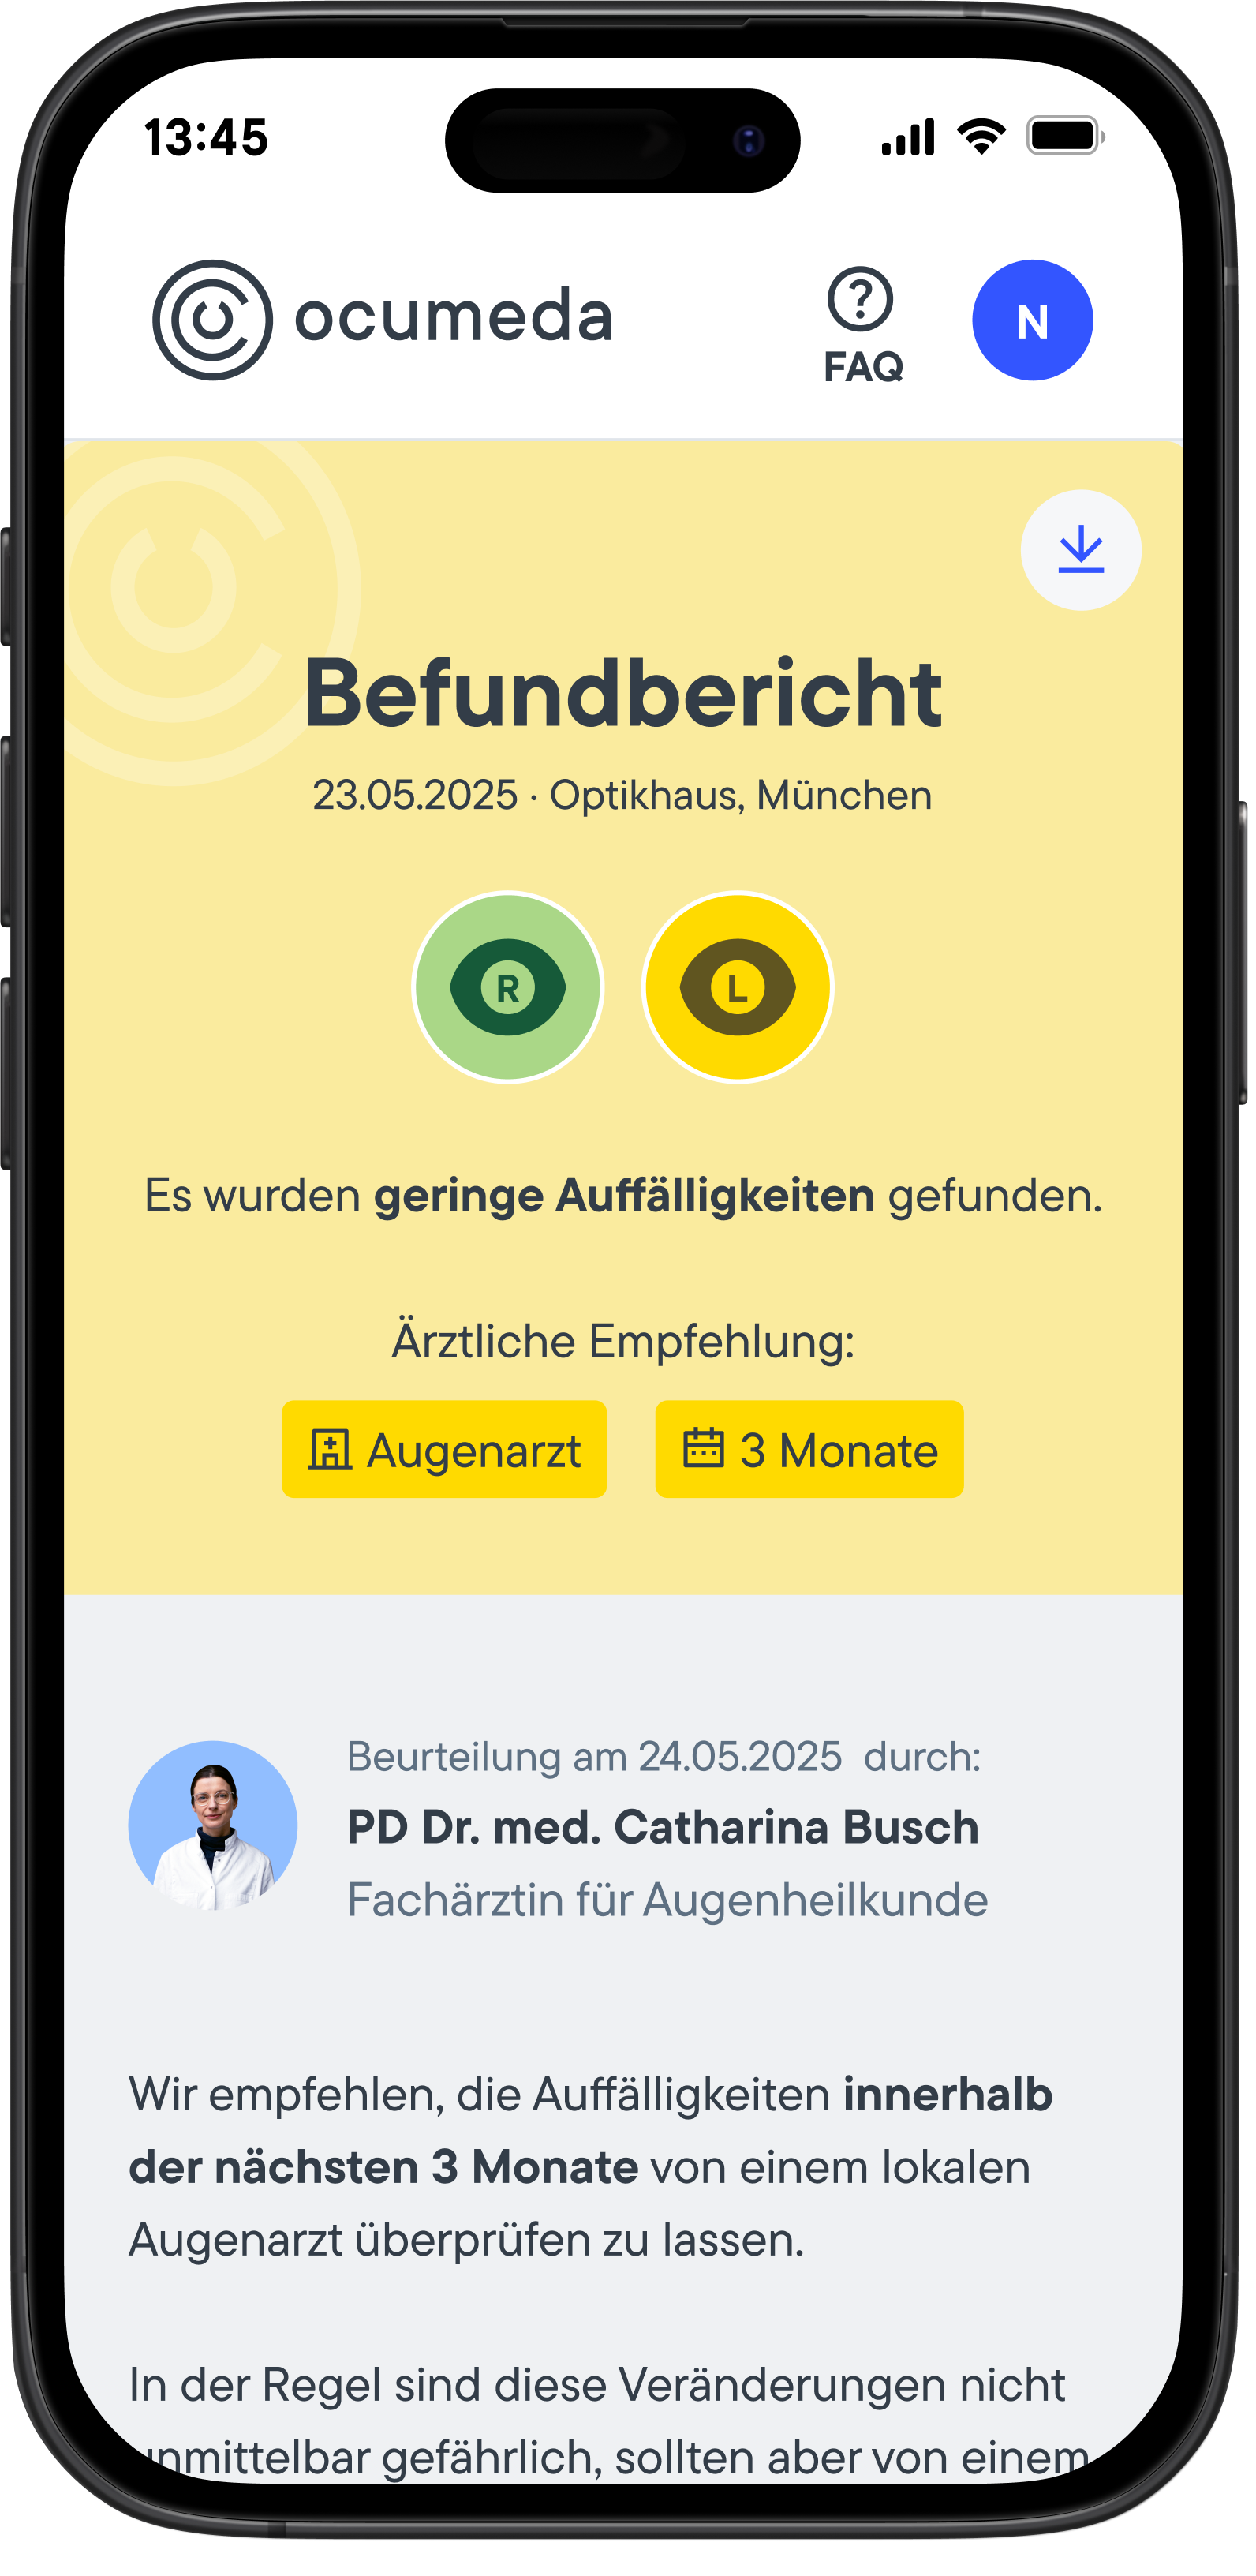 13:45
ocumeda
FAQ
N
Befundbericht
23.05.2025 · Optikhaus, München
R L
Es wurden geringe Auffälligkeiten gefunden.
Ärztliche Empfehlung:
Augenarzt 3 Monate
Beurteilung am 24.05.2025 durch:
PD Dr. med. Catharina Busch
Fachärztin für Augenheilkunde
Wir empfehlen, die Auffälligkeiten innerhalb
der nächsten 3 Monate von einem lokalen
Augenarzt überprüfen zu lassen.
In der Regel sind diese Veränderungen nicht
unmittelbar gefährlich, sollten aber von einem